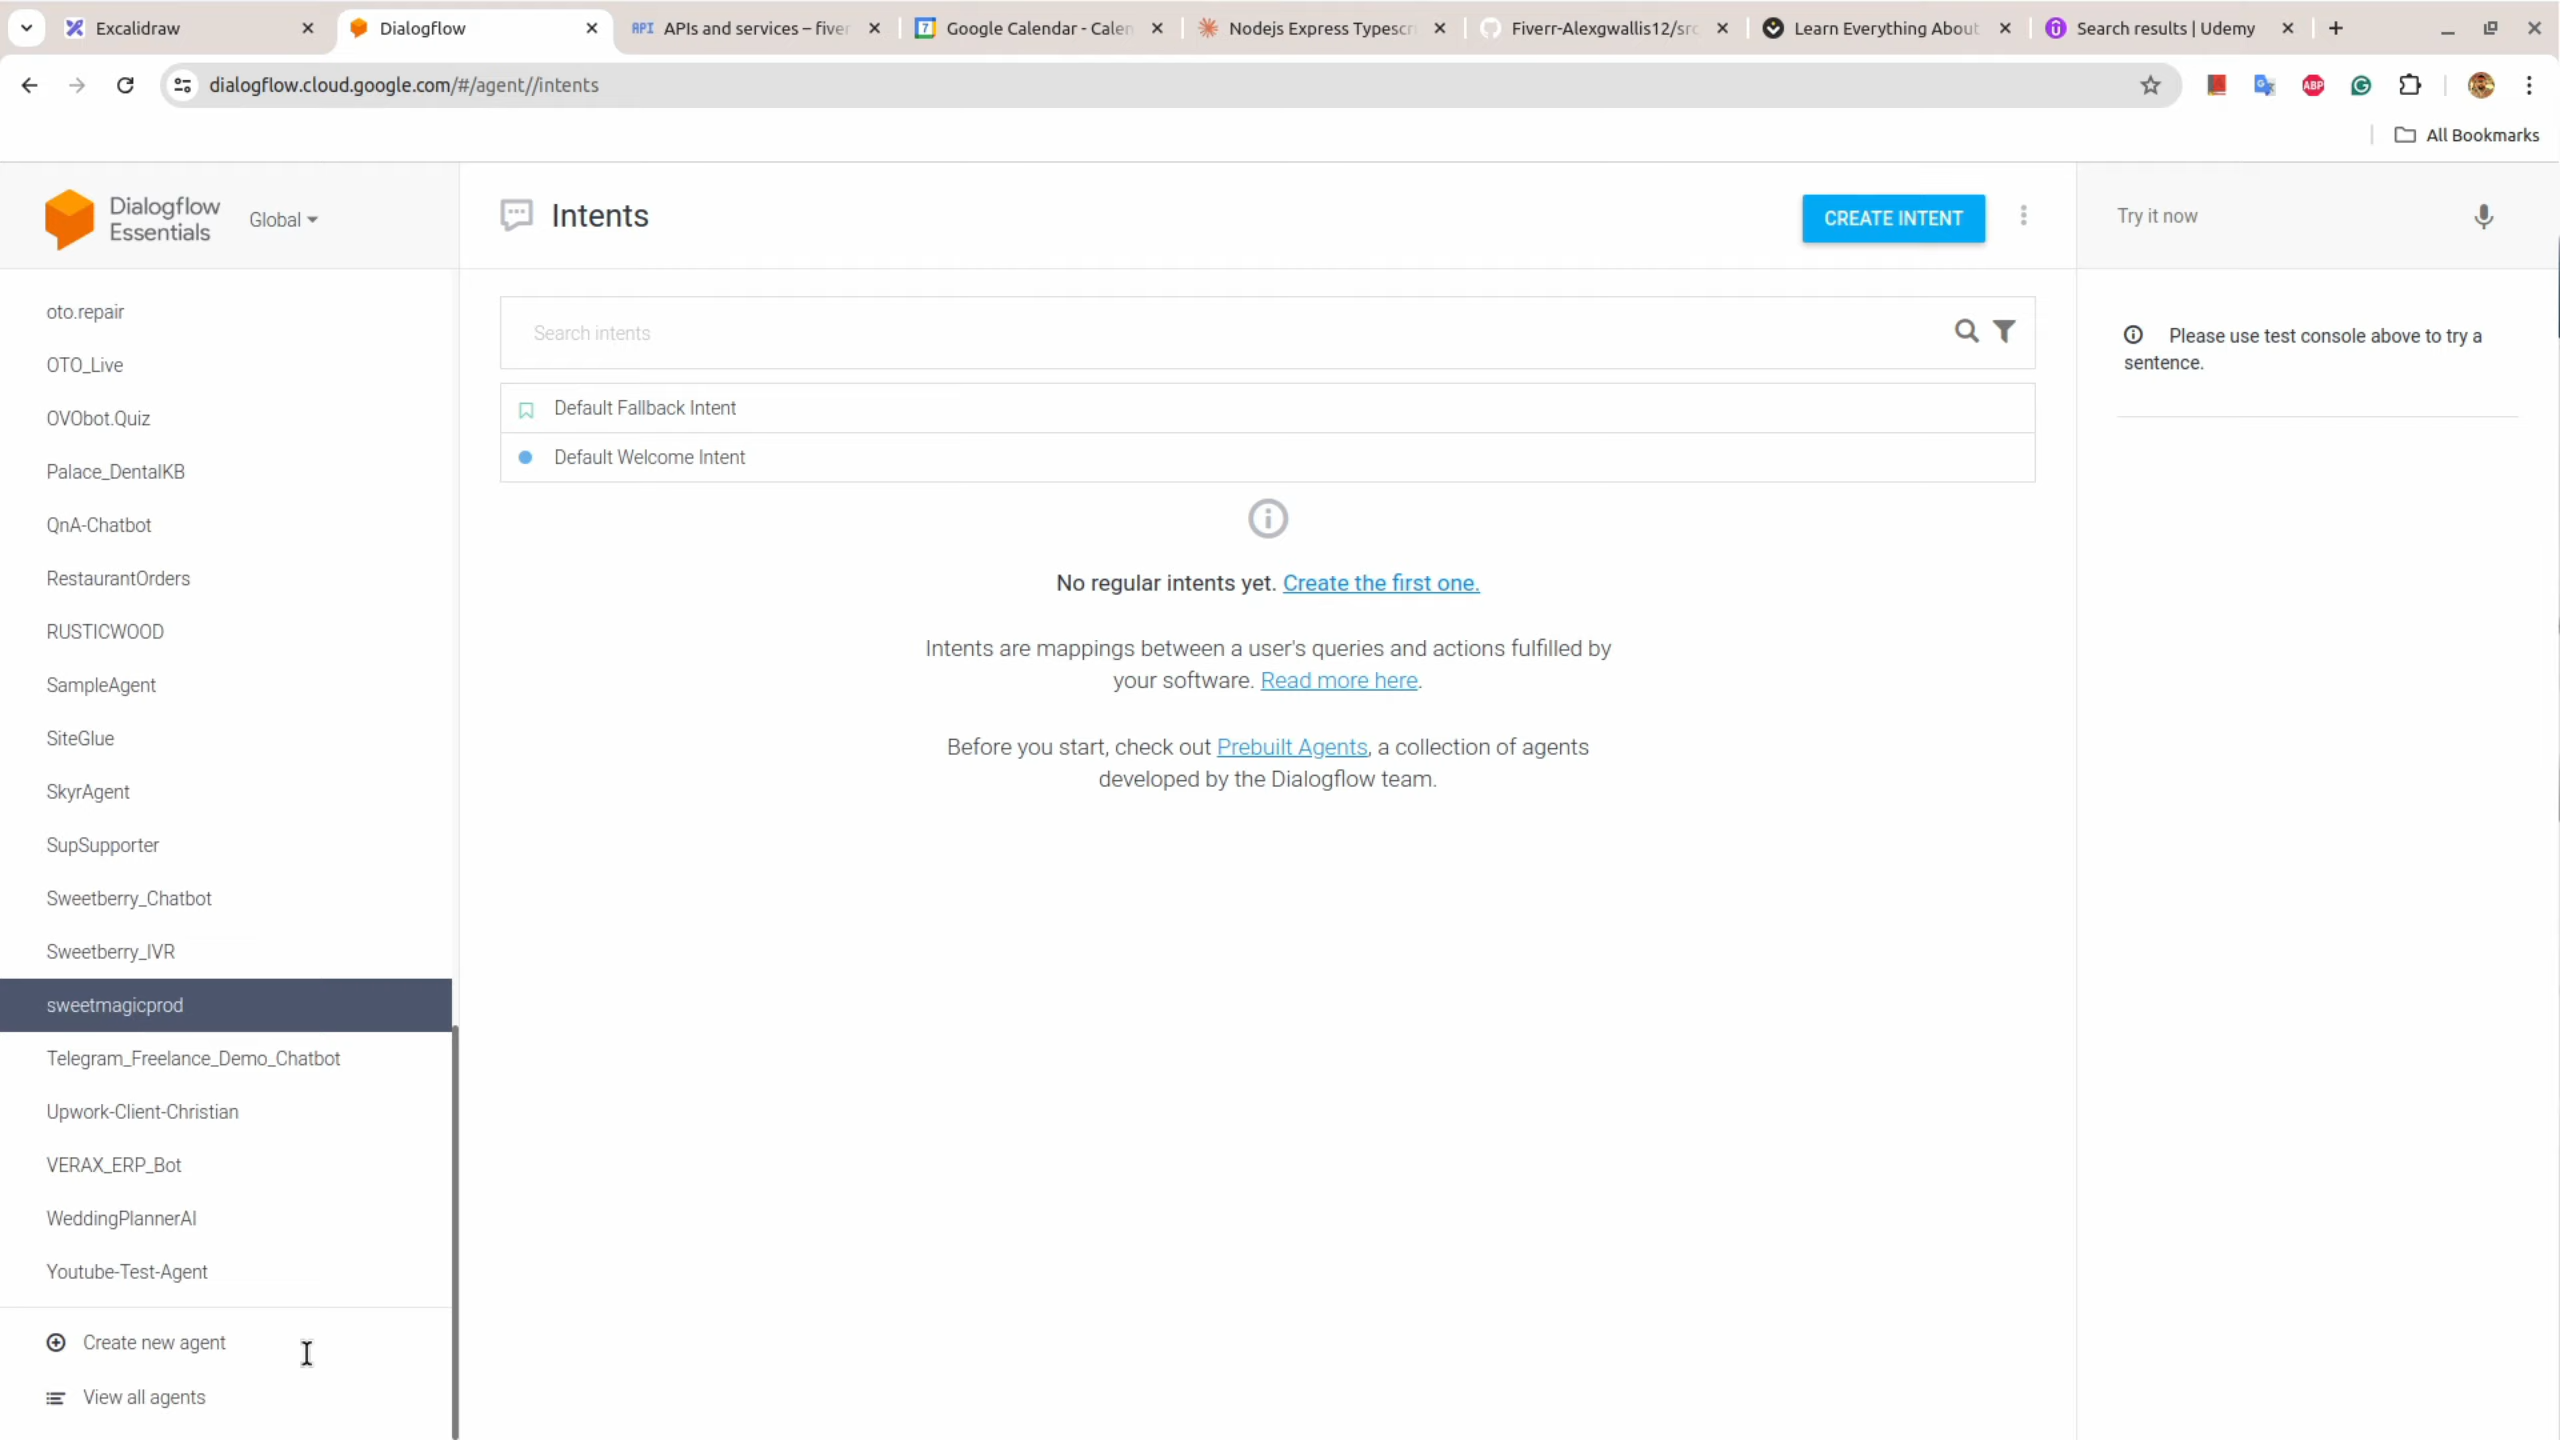 Excalidraw
Dialogflow
API APIs and services – fiver
7 Google Calendar - Calen
Nodejs Express Typescri
Fiverr-Alexgwallis12/src
Learn Everything About
Search results | Udemy
dialogflow.cloud.google.com/#/agent//intents
ABP
All Bookmarks
Dialogflow
Essentials
Global
Intents
CREATE INTENT
Try it now
oto.repair
OTO_Live
OVObot.Quiz
Palace_DentalKB
QnA-Chatbot
RestaurantOrders
RUSTICWOOD
SampleAgent
SiteGlue
SkyrAgent
SupSupporter
Sweetberry_Chatbot
Sweetberry_IVR
sweetmagicprod
Telegram_Freelance_Demo_Chatbot
Upwork-Client-Christian
VERAX_ERP_Bot
WeddingPlannerAI
Youtube-Test-Agent
Create new agent
View all agents
Search intents
Default Fallback Intent
Default Welcome Intent
No regular intents yet. Create the first one.
Intents are mappings between a user's queries and actions fulfilled by
your software. Read more here.
Before you start, check out Prebuilt Agents, a collection of agents
developed by the Dialogflow team.
Please use test console above to try a
sentence.